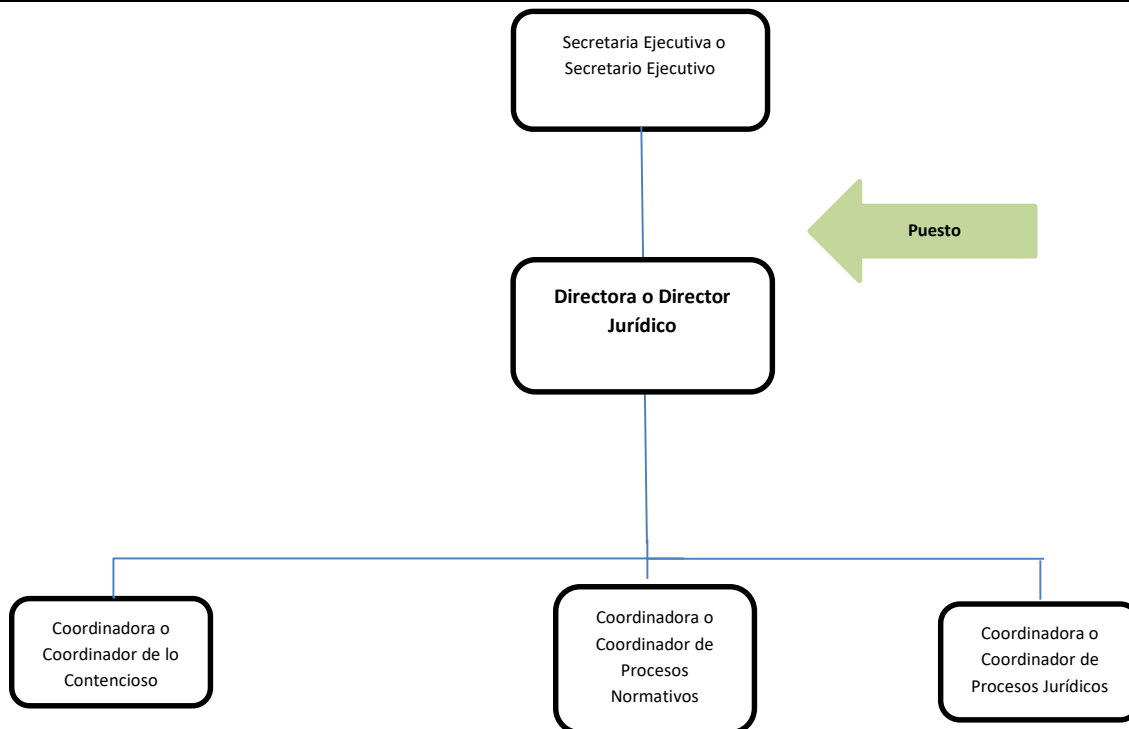 Secretaria Ejecutiva o
Secretario Ejecutivo
Puesto
Directora o Director
Jurídico
Coordinadora o
Coordinador de lo
Contencioso
Coordinadora o
Coordinador de
Procesos
Normativos
Coordinadora o
Coordinador de
Procesos Jurídicos